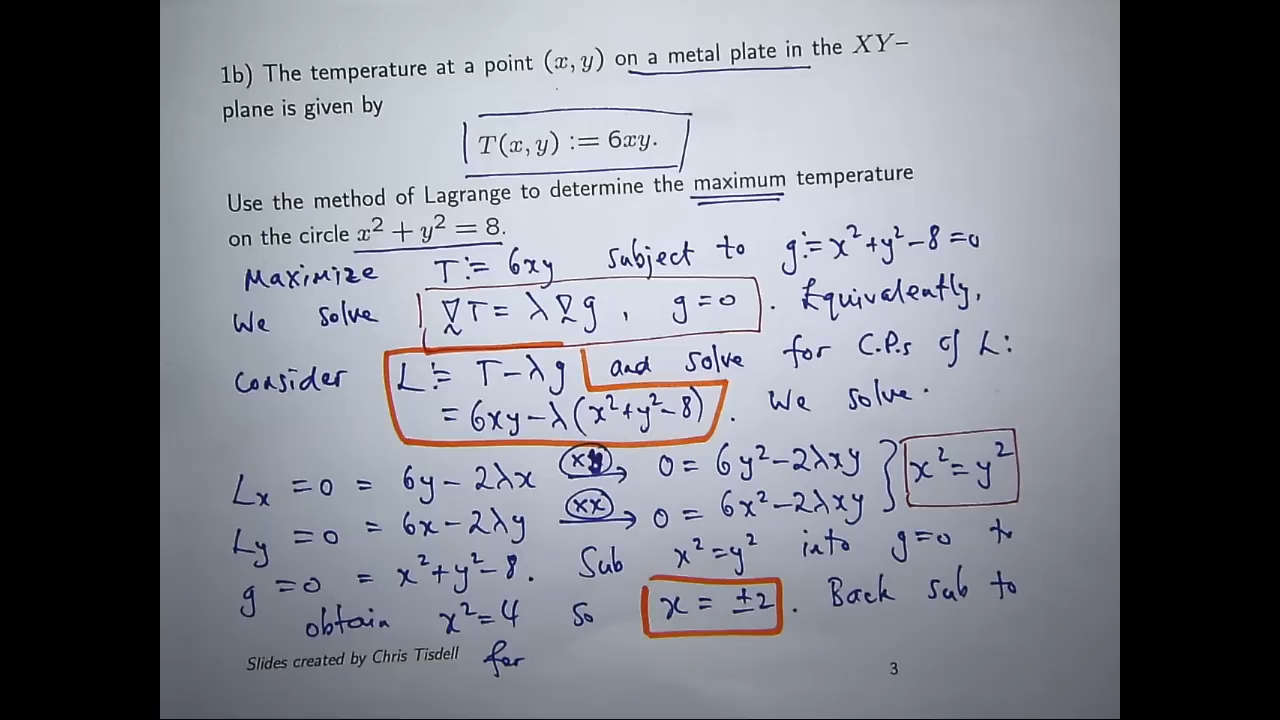 1b) The temperature at a point (x, y) on a metal plate in the XY–
plane is given by
T(x, y) := 6xy.
Use the method of Lagrange to determine the maximum temperature
on the circle x² + y² = 8.
Maximize T := 6xy subject to g := x² + y² − 8 = 0
We solve ∇T = λ∇g , g = 0 . Equivalently,
consider L := T − λg and solve for C.P.s of L :
= 6xy − λ(x² + y² − 8) . We solve .
Lx = 0 = 6y − 2λx (xy) → 0 = 6y² − 2λxy } x² = y²
Ly = 0 = 6x − 2λy (xx) → 0 = 6x² − 2λxy
g = 0 = x² + y² − 8 . Sub x² = y² into g = 0 to
obtain x² = 4 so x = ±2 . Back sub to
Slides created by Chris Tisdell for 3